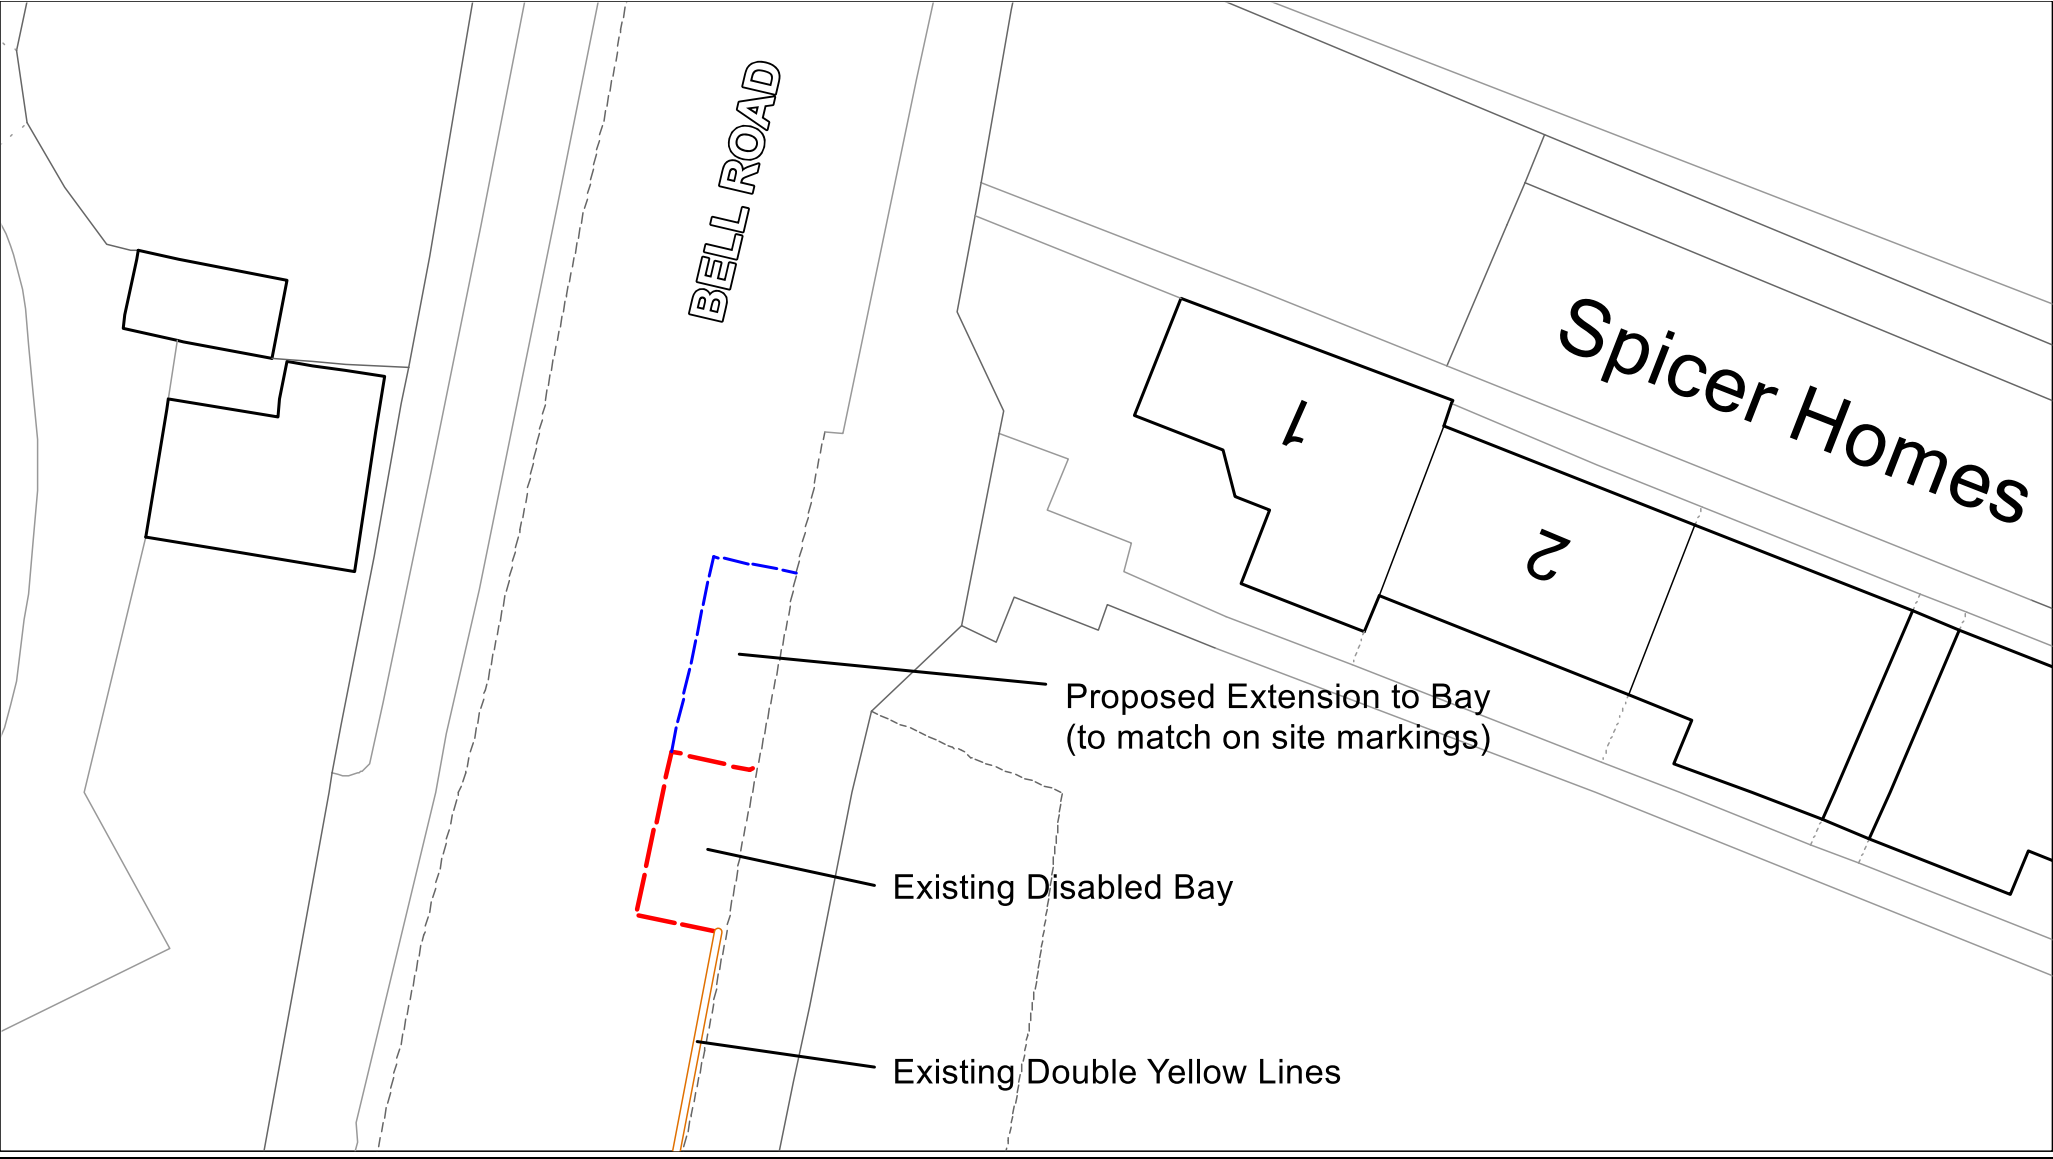 BELL ROAD
Spicer Homes
1
2
Proposed Extension to Bay
(to match on site markings)
Existing Disabled Bay
Existing Double Yellow Lines